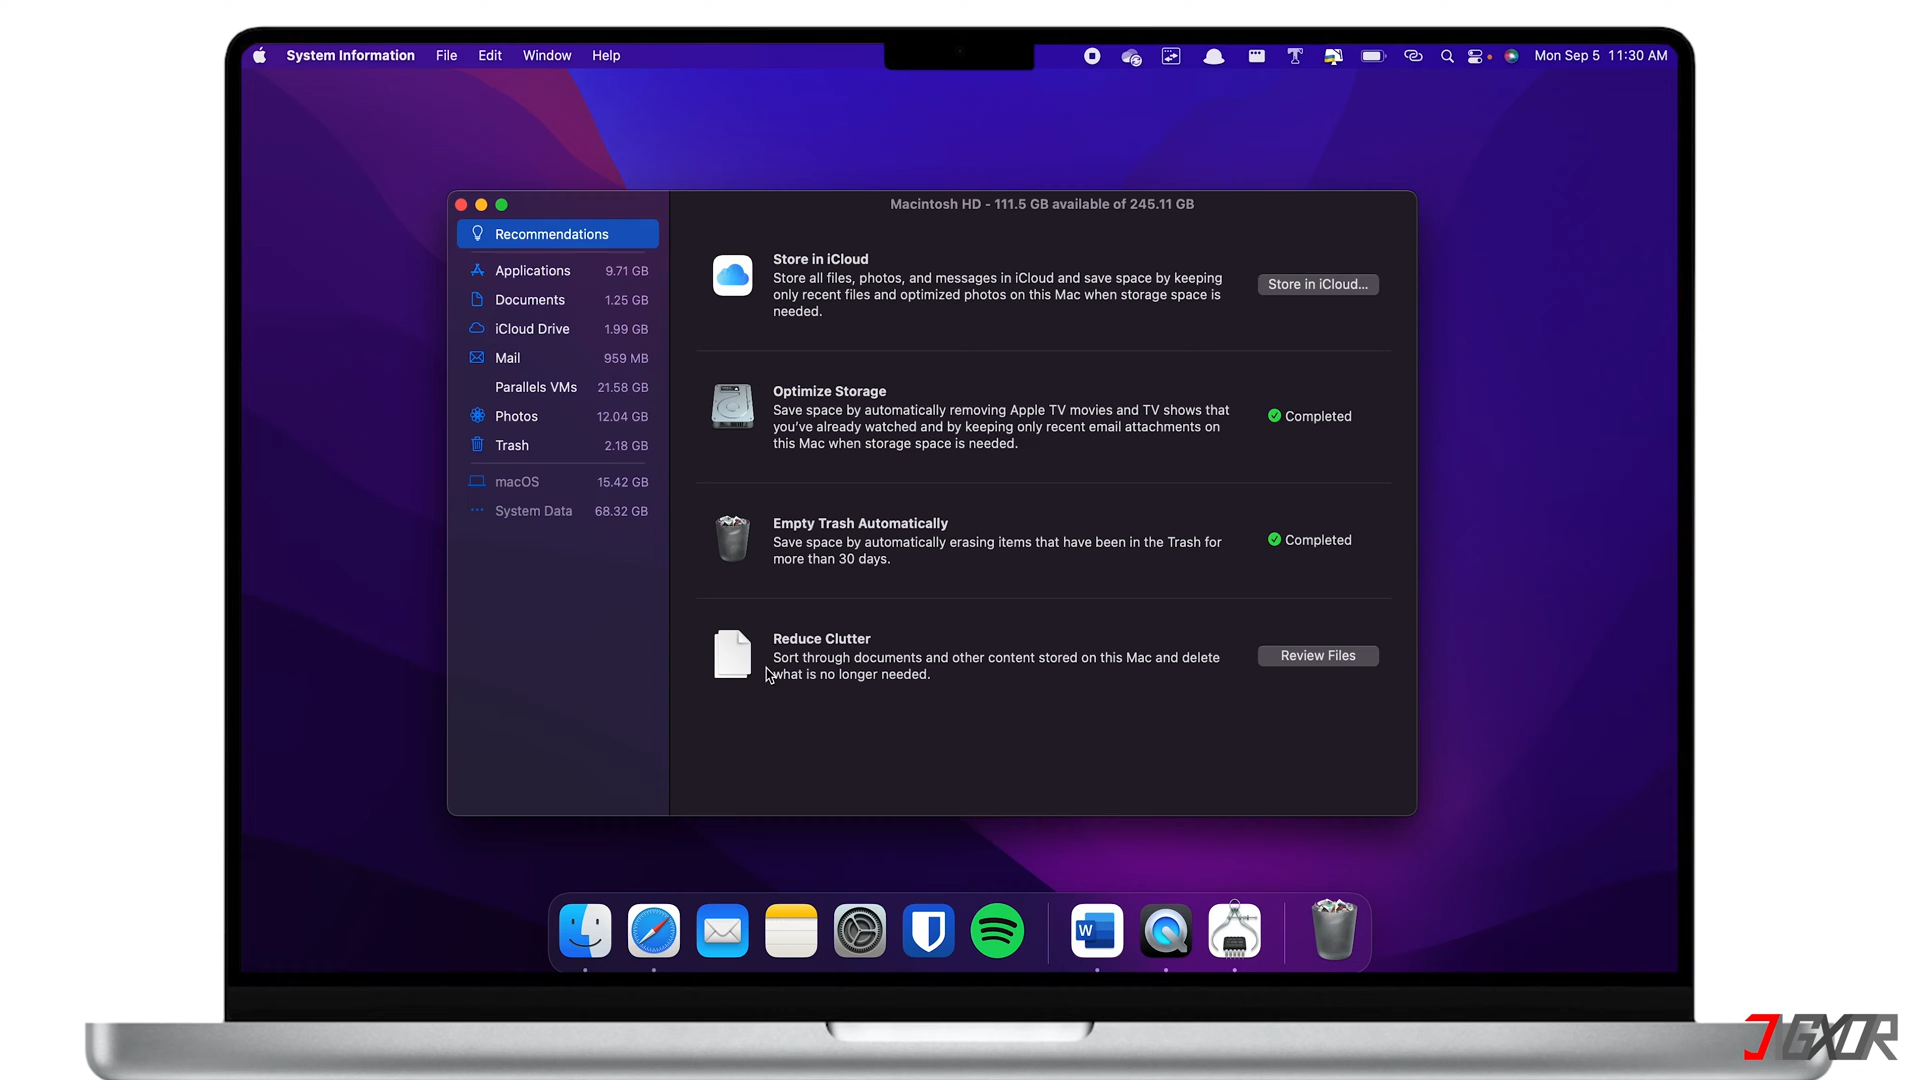 System Information File Edit Window Help Mon Sep 5 11:30 AM
Macintosh HD - 111.5 GB available of 245.11 GB
Recommendations
Applications 9.71 GB
Documents 1.25 GB
iCloud Drive 1.99 GB
Mail 959 MB
Parallels VMs 21.58 GB
Photos 12.04 GB
Trash 2.18 GB
macOS 15.42 GB
System Data 68.32 GB
Store in iCloud
Store all files, photos, and messages in iCloud and save space by keeping
only recent files and optimized photos on this Mac when storage space is
needed.
Store in iCloud...
Optimize Storage
Save space by automatically removing Apple TV movies and TV shows that
you've already watched and by keeping only recent email attachments on
this Mac when storage space is needed.
Completed
Empty Trash Automatically
Save space by automatically erasing items that have been in the Trash for
more than 30 days.
Completed
Reduce Clutter
Sort through documents and other content stored on this Mac and delete
what is no longer needed.
Review Files
W
JGXOR